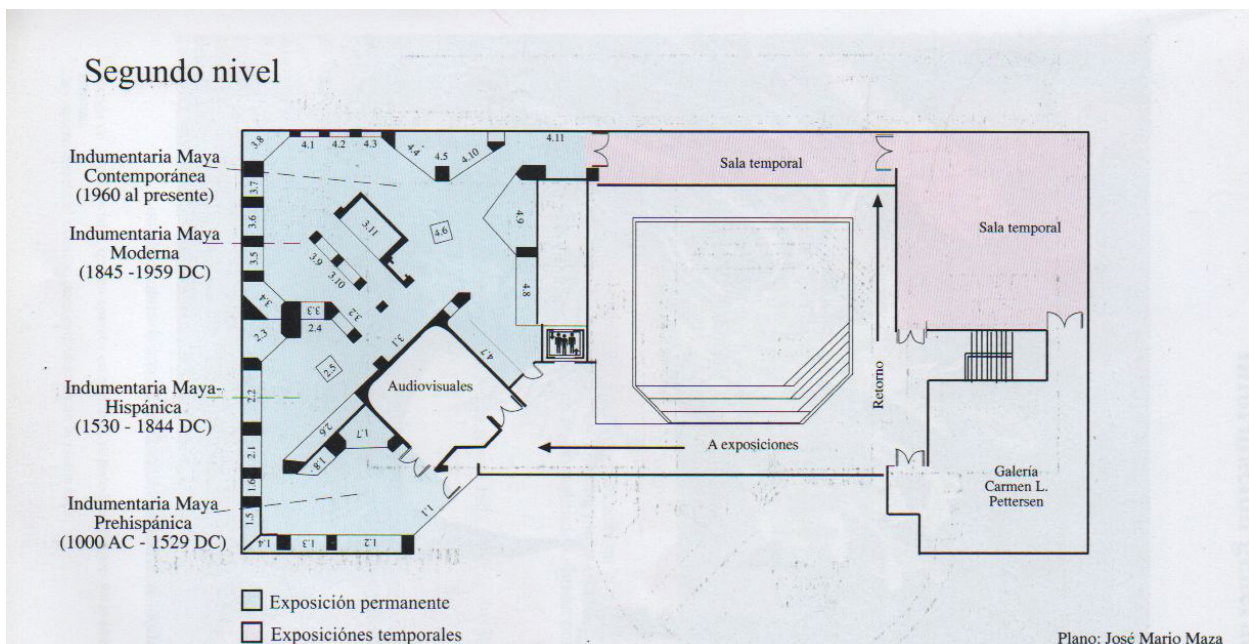 Segundo nivel
Indumentaria Maya
Contemporánea
(1960 al presente)
Indumentaria Maya
Moderna
(1845 -1959 DC)
Indumentaria Maya-
Hispánica
(1530 - 1844 DC)
Indumentaria Maya
Prehispánica
(1000 AC - 1529 DC)
3.8
4.1
4.2
4.3
4.4
4.5
4.10
4.11
3.7
3.6
3.5
3.4
3.3
3.2
3.11
3.9
3.10
4.6
4.9
4.8
4.7
3.1
2.3
2.4
2.5
2.2
2.1
2.6
1.7
1.8
1.6
1.5
1.4
1.3
1.2
1.1
Audiovisuales
Sala temporal
Sala temporal
Retorno
A exposiciones
Galería
Carmen L.
Pettersen
Exposición permanente
Exposiciónes temporales
Plano: José Mario Maza